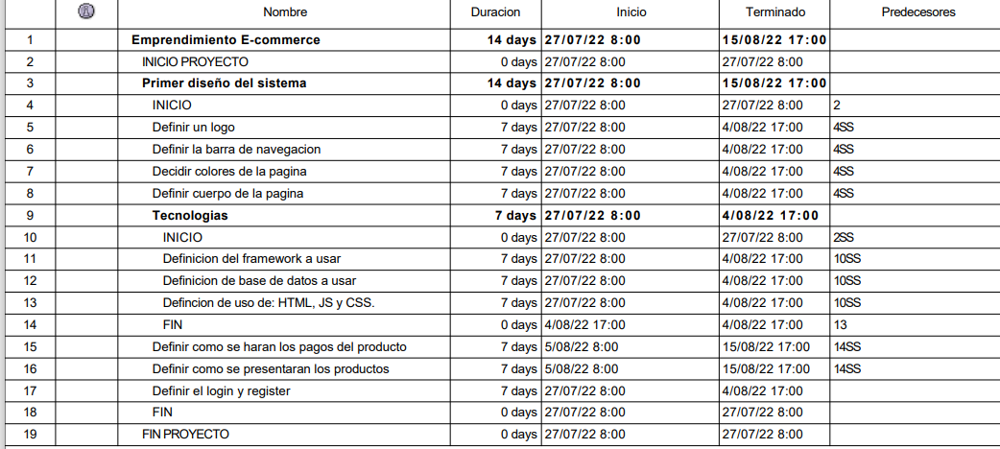 Nombre Duracion Inicio Terminado Predecesores
1 Emprendimiento E-commerce 14 days 27/07/22 8:00 15/08/22 17:00
2 INICIO PROYECTO 0 days 27/07/22 8:00 27/07/22 8:00
3 Primer diseño del sistema 14 days 27/07/22 8:00 15/08/22 17:00
4 INICIO 0 days 27/07/22 8:00 27/07/22 8:00 2
5 Definir un logo 7 days 27/07/22 8:00 4/08/22 17:00 4SS
6 Definir la barra de navegacion 7 days 27/07/22 8:00 4/08/22 17:00 4SS
7 Decidir colores de la pagina 7 days 27/07/22 8:00 4/08/22 17:00 4SS
8 Definir cuerpo de la pagina 7 days 27/07/22 8:00 4/08/22 17:00 4SS
9 Tecnologias 7 days 27/07/22 8:00 4/08/22 17:00
10 INICIO 0 days 27/07/22 8:00 27/07/22 8:00 2SS
11 Definicion del framework a usar 7 days 27/07/22 8:00 4/08/22 17:00 10SS
12 Definicion de base de datos a usar 7 days 27/07/22 8:00 4/08/22 17:00 10SS
13 Defincion de uso de: HTML, JS y CSS. 7 days 27/07/22 8:00 4/08/22 17:00 10SS
14 FIN 0 days 4/08/22 17:00 4/08/22 17:00 13
15 Definir como se haran los pagos del producto 7 days 5/08/22 8:00 15/08/22 17:00 14SS
16 Definir como se presentaran los productos 7 days 5/08/22 8:00 15/08/22 17:00 14SS
17 Definir el login y register 7 days 27/07/22 8:00 4/08/22 17:00
18 FIN 0 days 27/07/22 8:00 27/07/22 8:00
19 FIN PROYECTO 0 days 27/07/22 8:00 27/07/22 8:00